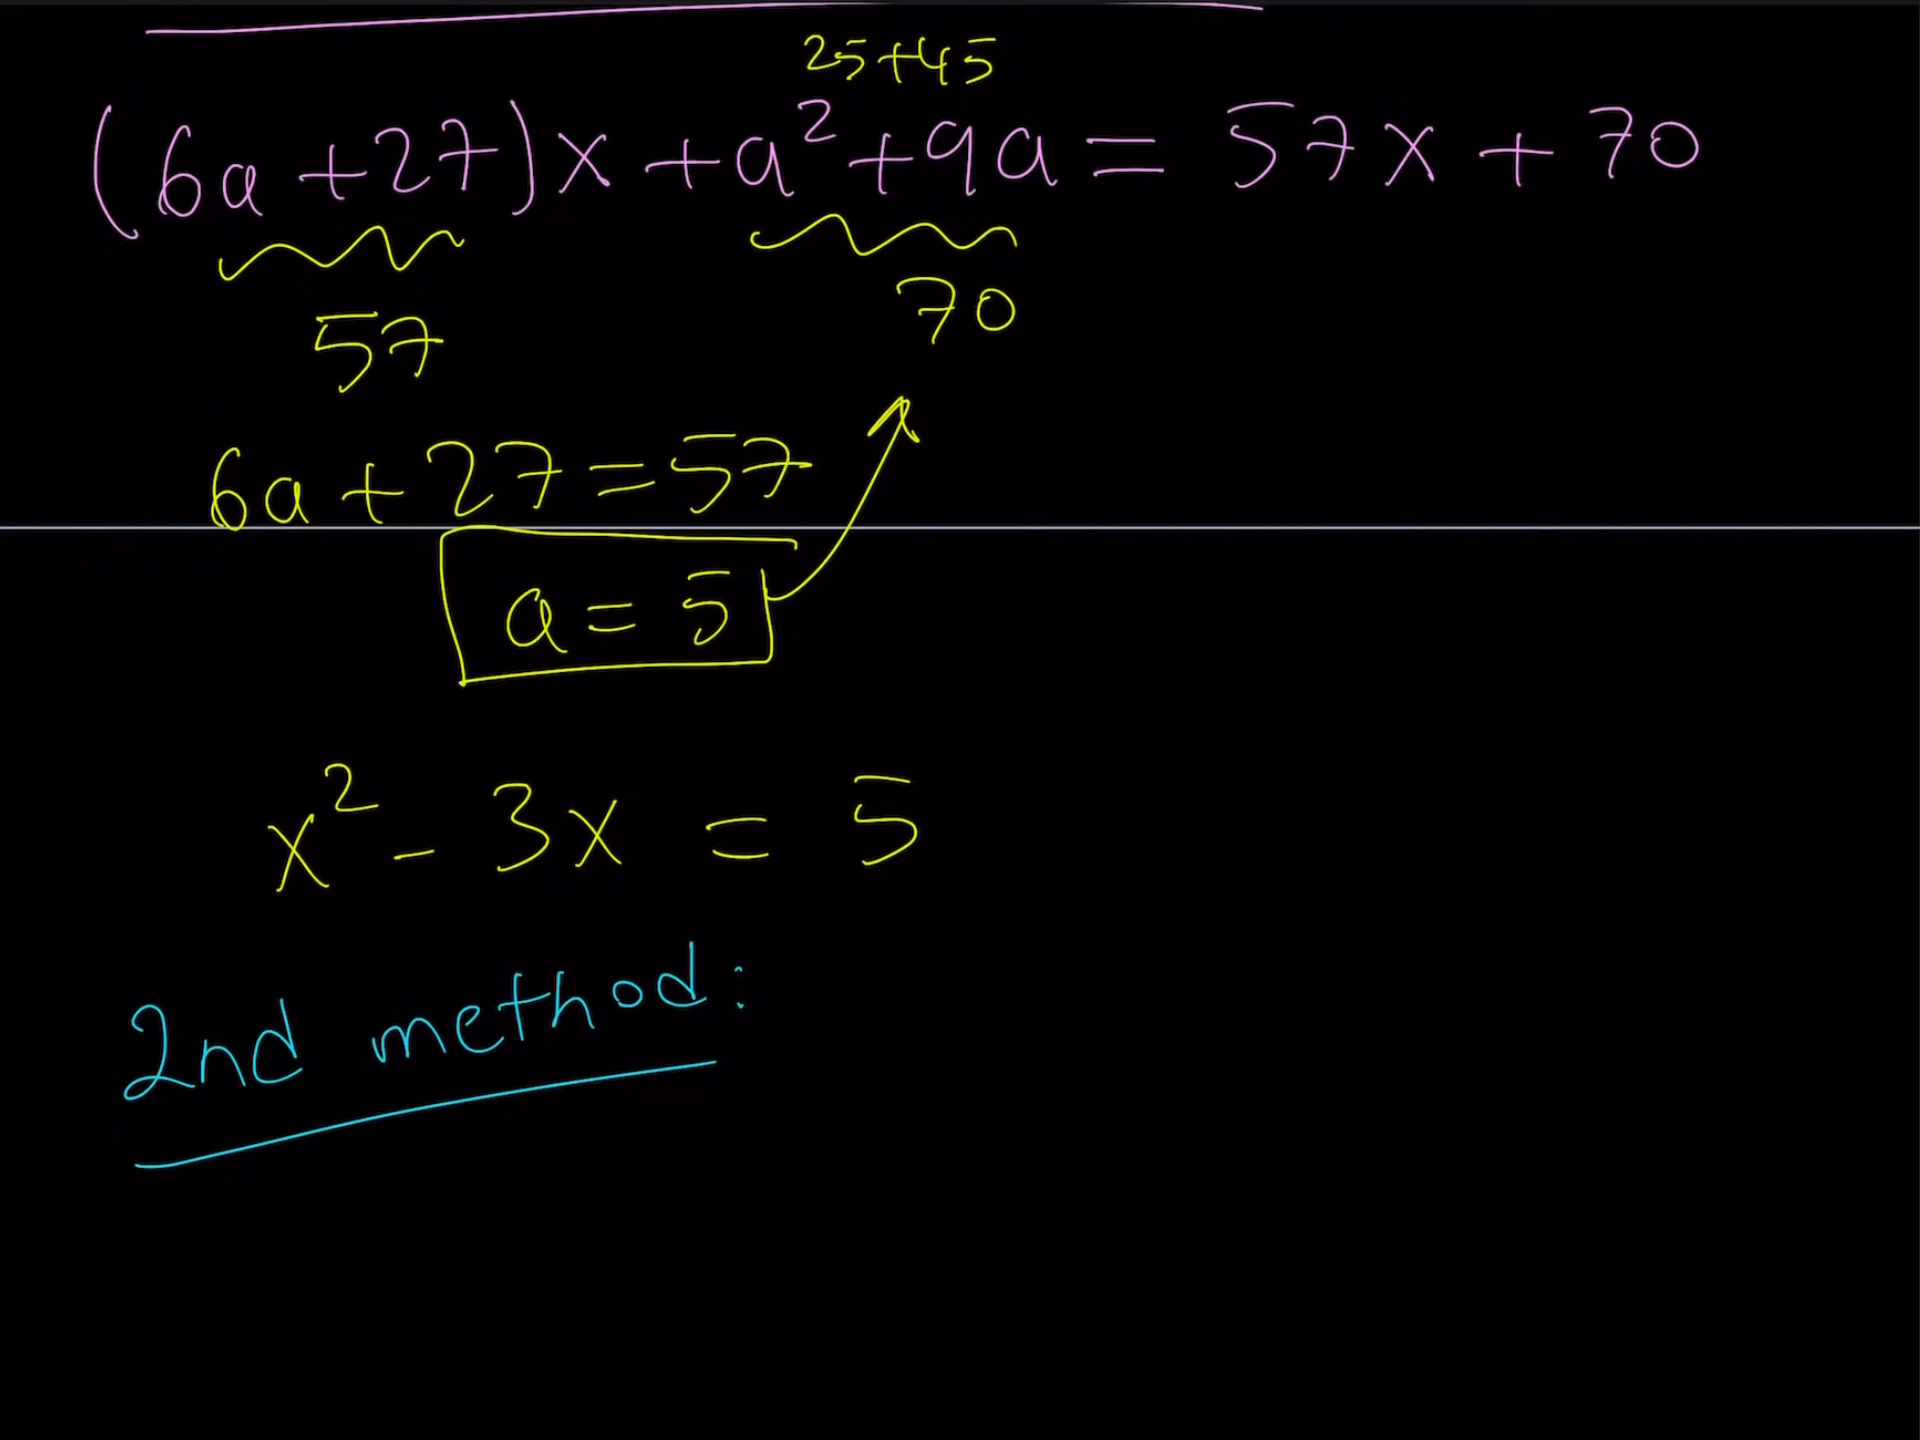 25+45
(6a+27)x+a²+9a=57x+70
57 70
6a+27=57
a=5
x²-3x=5
2nd method: